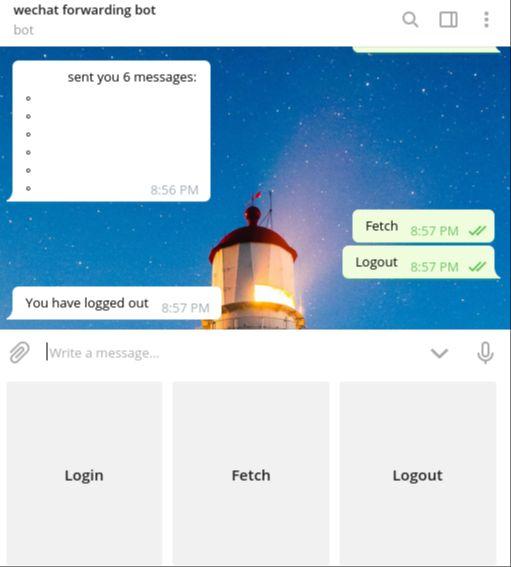 wechat forwarding bot
bot
sent you 6 messages:
8:56 PM
Fetch 8:57 PM
Logout 8:57 PM
You have logged out 8:57 PM
Write a message...
Login Fetch Logout